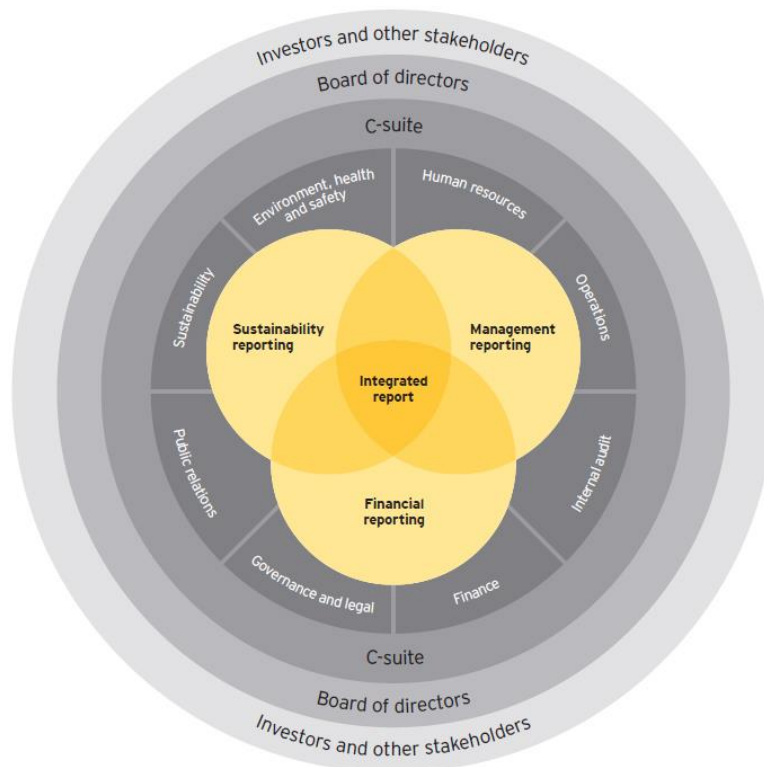 Investors and other stakeholders
Board of directors
C-suite
Environment, health
and safety
Human resources
Sustainability
Operations
Sustainability
reporting
Management
reporting
Integrated
report
Public relations
Internal audit
Financial
reporting
Governance and legal
Finance
C-suite
Board of directors
Investors and other stakeholders